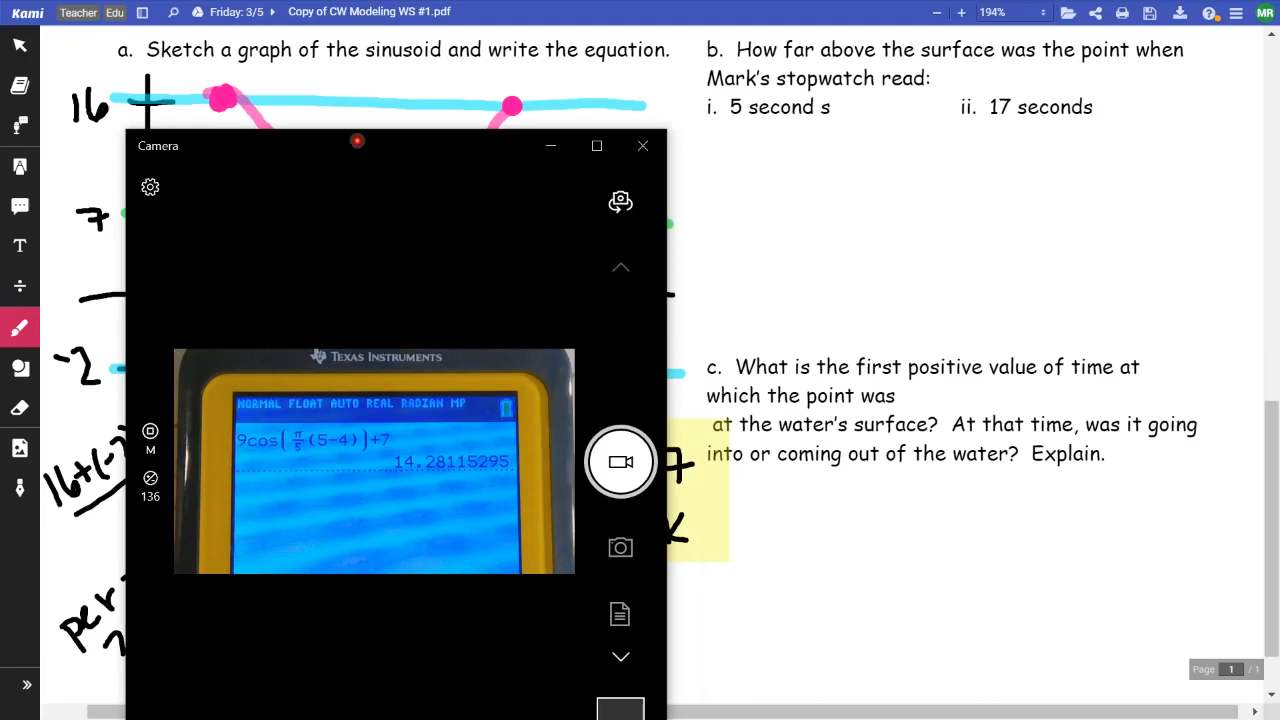 Kami Teacher Edu Friday: 3/5 Copy of CW Modeling WS #1.pdf 194% MR
a. Sketch a graph of the sinusoid and write the equation.
b. How far above the surface was the point when
Mark's stopwatch read:
i. 5 second s ii. 17 seconds
16
7
-2
16+(-
per
Camera
M
136
TEXAS INSTRUMENTS
NORMAL FLOAT AUTO REAL RADIAN MP
9cos(π/5(5-4))+7
14.28115295
7
K
c. What is the first positive value of time at
which the point was
at the water's surface? At that time, was it going
into or coming out of the water? Explain.
Page 1 / 1